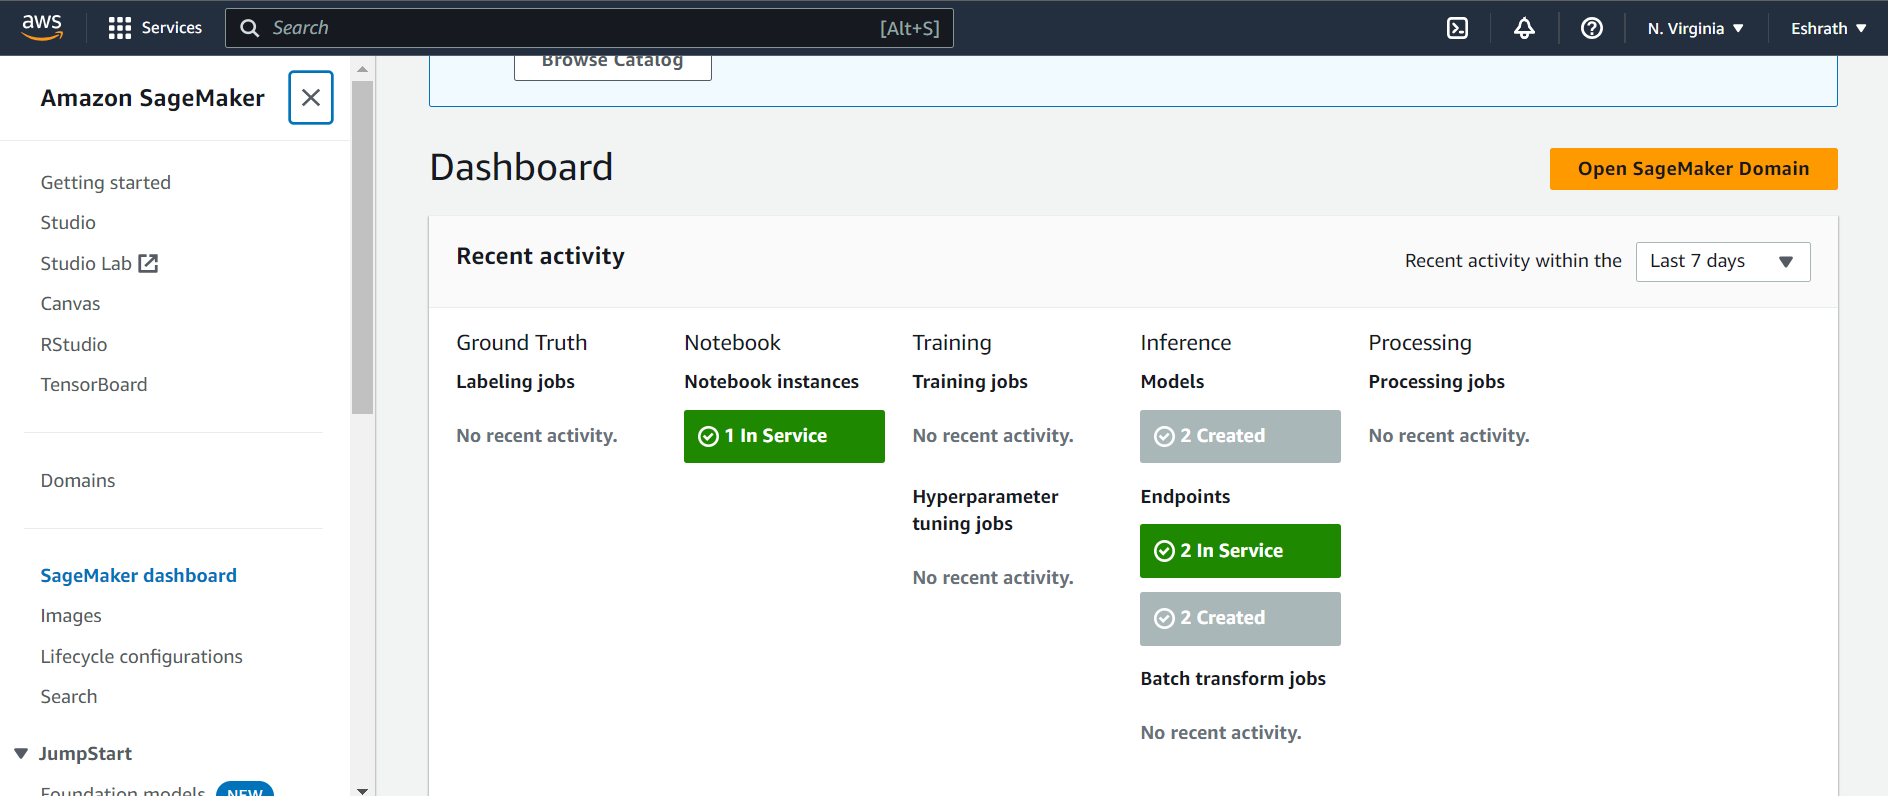 aws
Services
Search
[Alt+S]
N. Virginia
Eshrath
Amazon SageMaker
Getting started
Studio
Studio Lab
Canvas
RStudio
TensorBoard
Domains
SageMaker dashboard
Images
Lifecycle configurations
Search
JumpStart
Foundation models NEW
Browse Catalog
Dashboard
Open SageMaker Domain
Recent activity
Recent activity within the
Last 7 days
Ground Truth
Labeling jobs
No recent activity.
Notebook
Notebook instances
1 In Service
Training
Training jobs
No recent activity.
Hyperparameter
tuning jobs
No recent activity.
Inference
Models
2 Created
Endpoints
2 In Service
2 Created
Batch transform jobs
No recent activity.
Processing
Processing jobs
No recent activity.